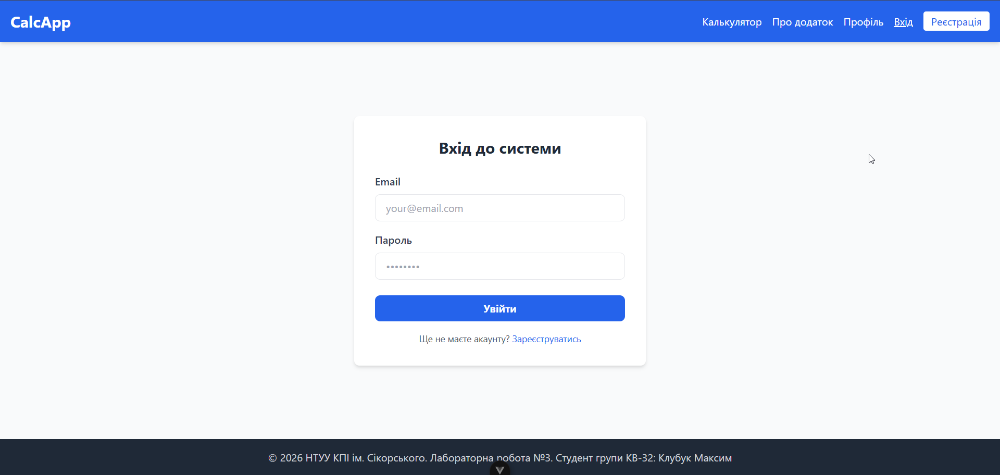 CalcApp
Калькулятор Про додаток Профіль Вхід Реєстрація
Вхід до системи
Email
your@email.com
Пароль
••••••••
Увійти
Ще не маєте акаунту? Зареєструватись
© 2026 НТУУ КПІ ім. Сікорського. Лабораторна робота №3. Студент групи КВ-32: Клубук Максим